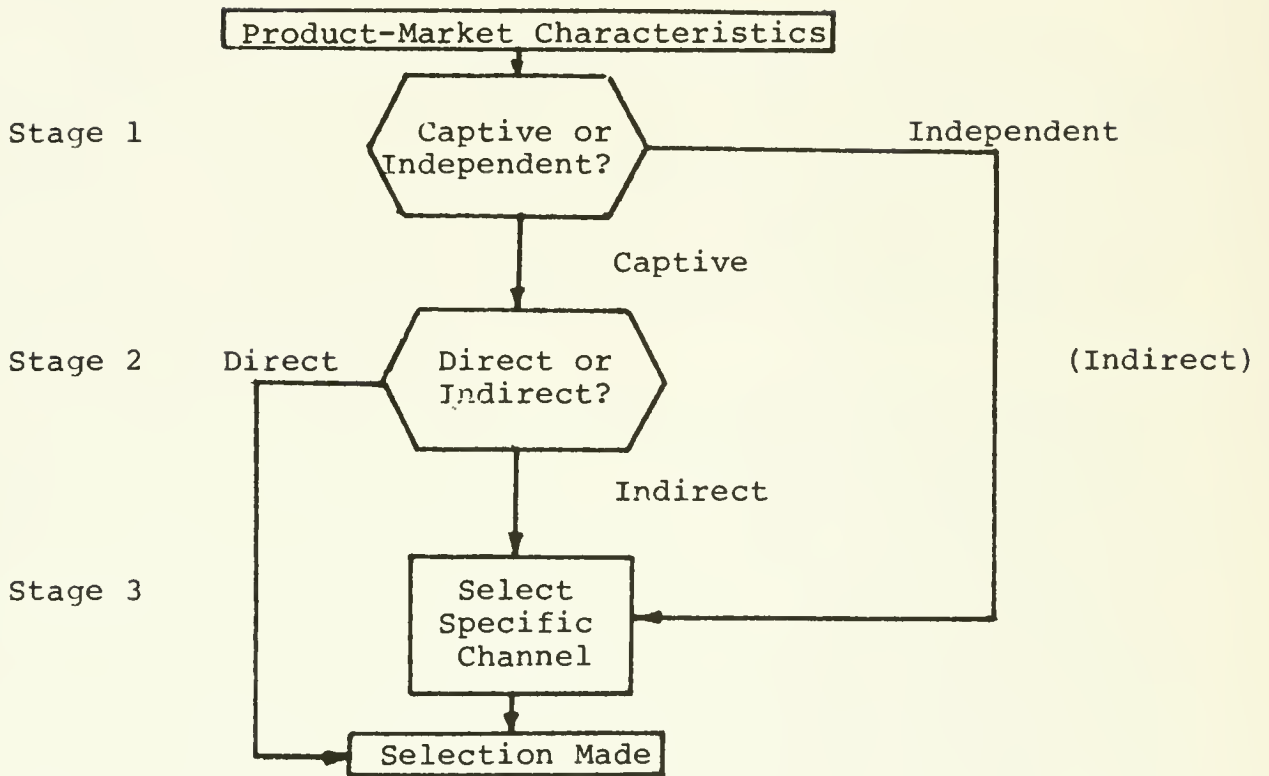 Product-Market Characteristics
Stage 1
Captive or
Independent?
Independent
Captive
Stage 2
Direct
Direct or
Indirect?
(Indirect)
Indirect
Stage 3
Select
Specific
Channel
Selection Made